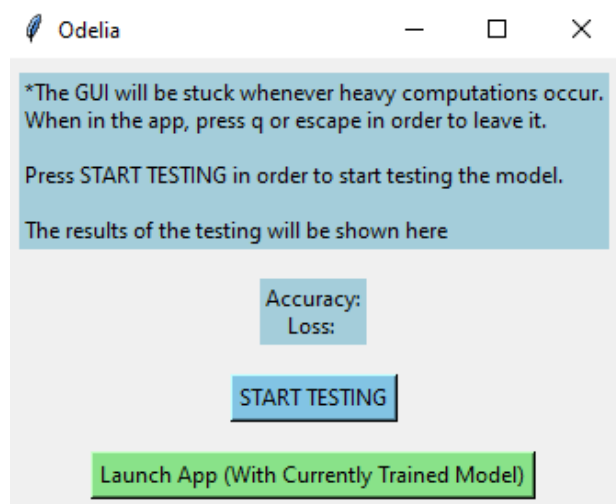 Odelia
*The GUI will be stuck whenever heavy computations occur.
When in the app, press q or escape in order to leave it.
Press START TESTING in order to start testing the model.
The results of the testing will be shown here
Accuracy:
Loss:
START TESTING
Launch App (With Currently Trained Model)